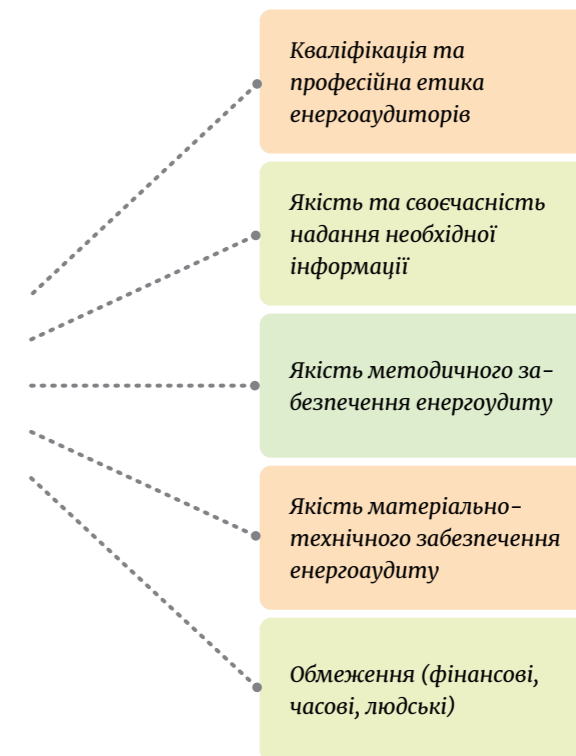 Кваліфікація та
професійна етика
енергоаудиторів
Якість та своєчасність
надання необхідної
інформації
Якість методичного за-
безпечення енергоудиту
Якість матеріально-
технічного забезпечення
енергоаудиту
Обмеження (фінансові,
часові, людські)